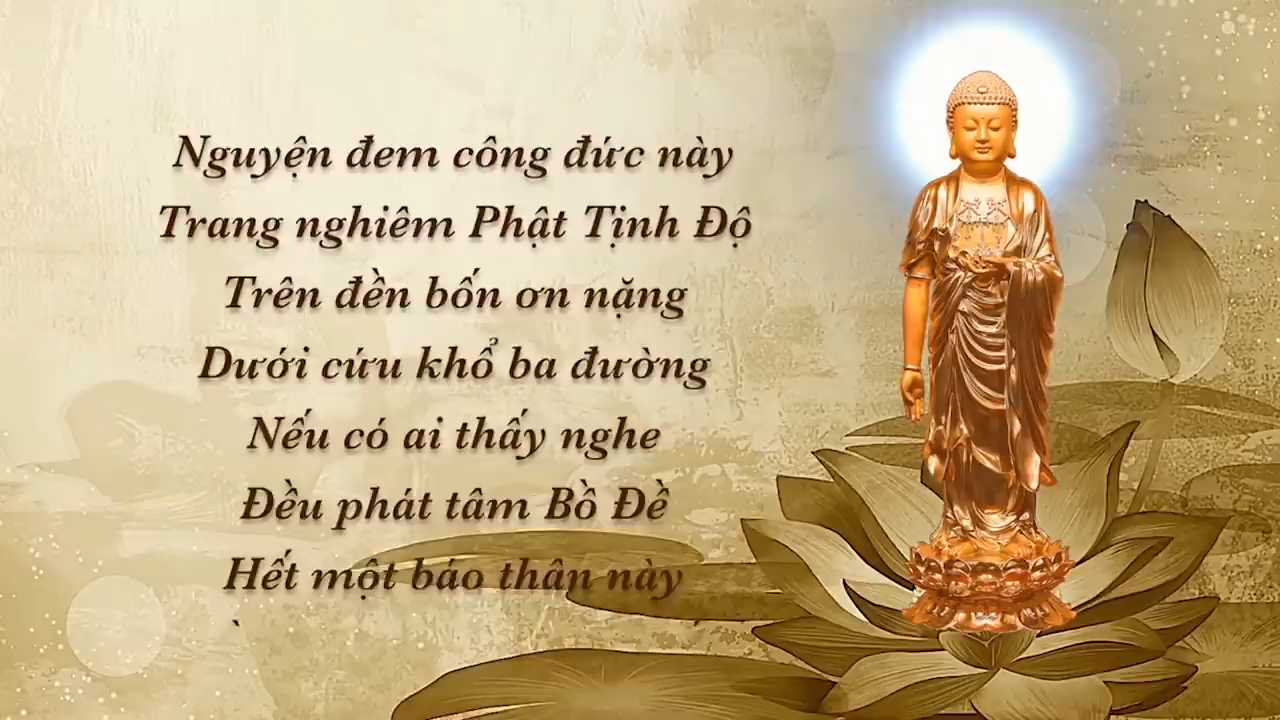 Nguyện đem công đức này
Trang nghiêm Phật Tịnh Độ
Trên đền bốn ơn nặng
Dưới cứu khổ ba đường
Nếu có ai thấy nghe
Đều phát tâm Bồ Đề
Hết một báo thân này